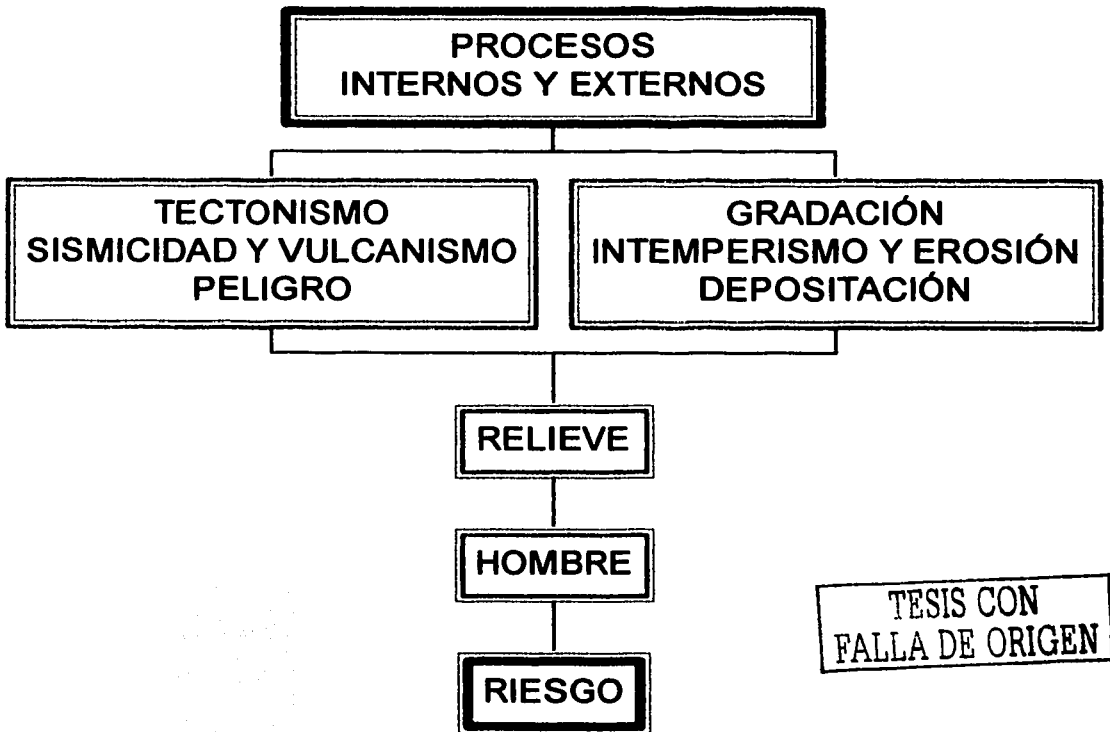 PROCESOS
INTERNOS Y EXTERNOS
TECTONISMO
SISMICIDAD Y VULCANISMO
PELIGRO
GRADACIÓN
INTEMPERISMO Y EROSIÓN
DEPOSITACIÓN
RELIEVE
HOMBRE
RIESGO
TESIS CON
FALLA DE ORIGEN